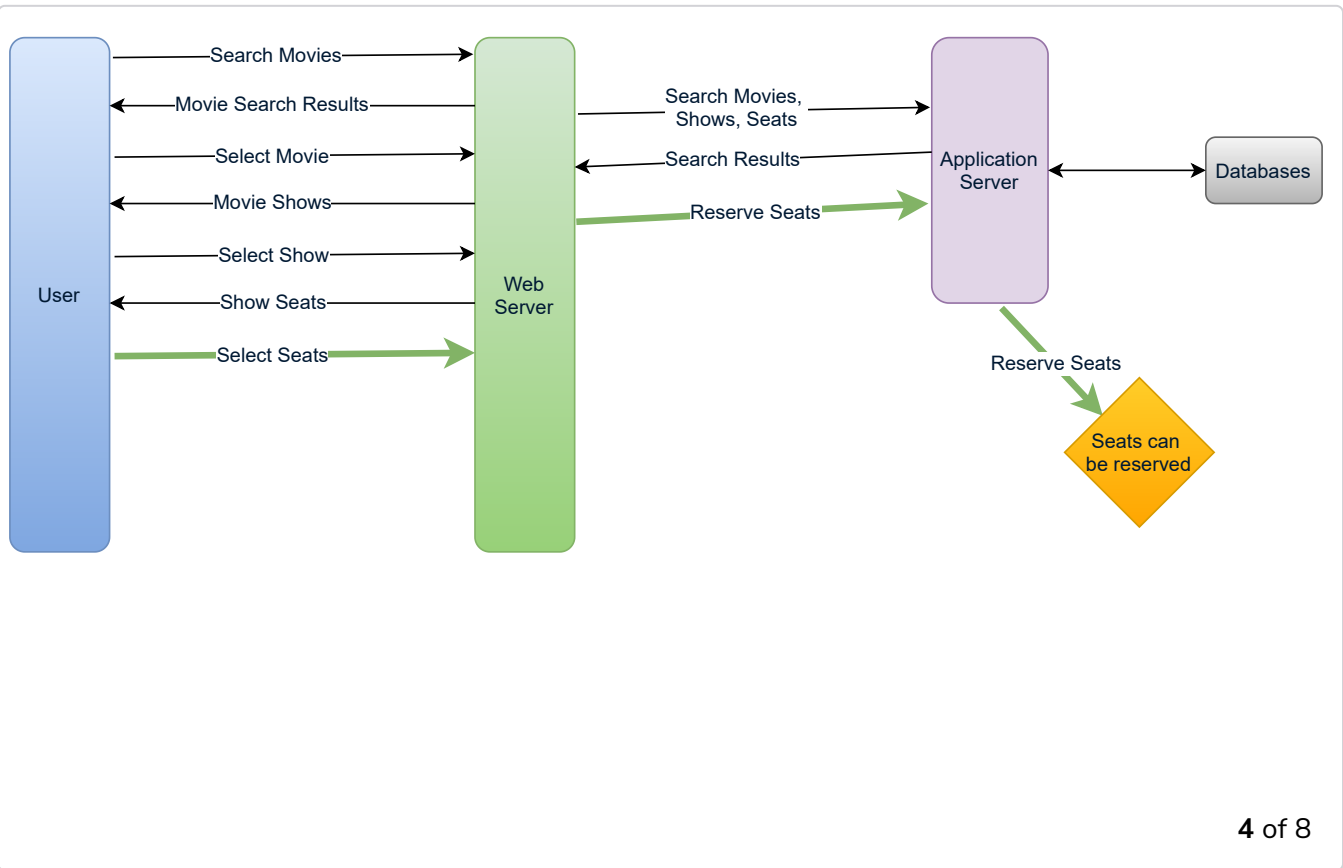 Search Movies
Movie Search Results
Select Movie
Movie Shows
Select Show
Show Seats
Select Seats
User
Web
Server
Search Movies,
Shows, Seats
Search Results
Reserve Seats
Application
Server
Databases
Reserve Seats
Seats can
be reserved
4 of 8